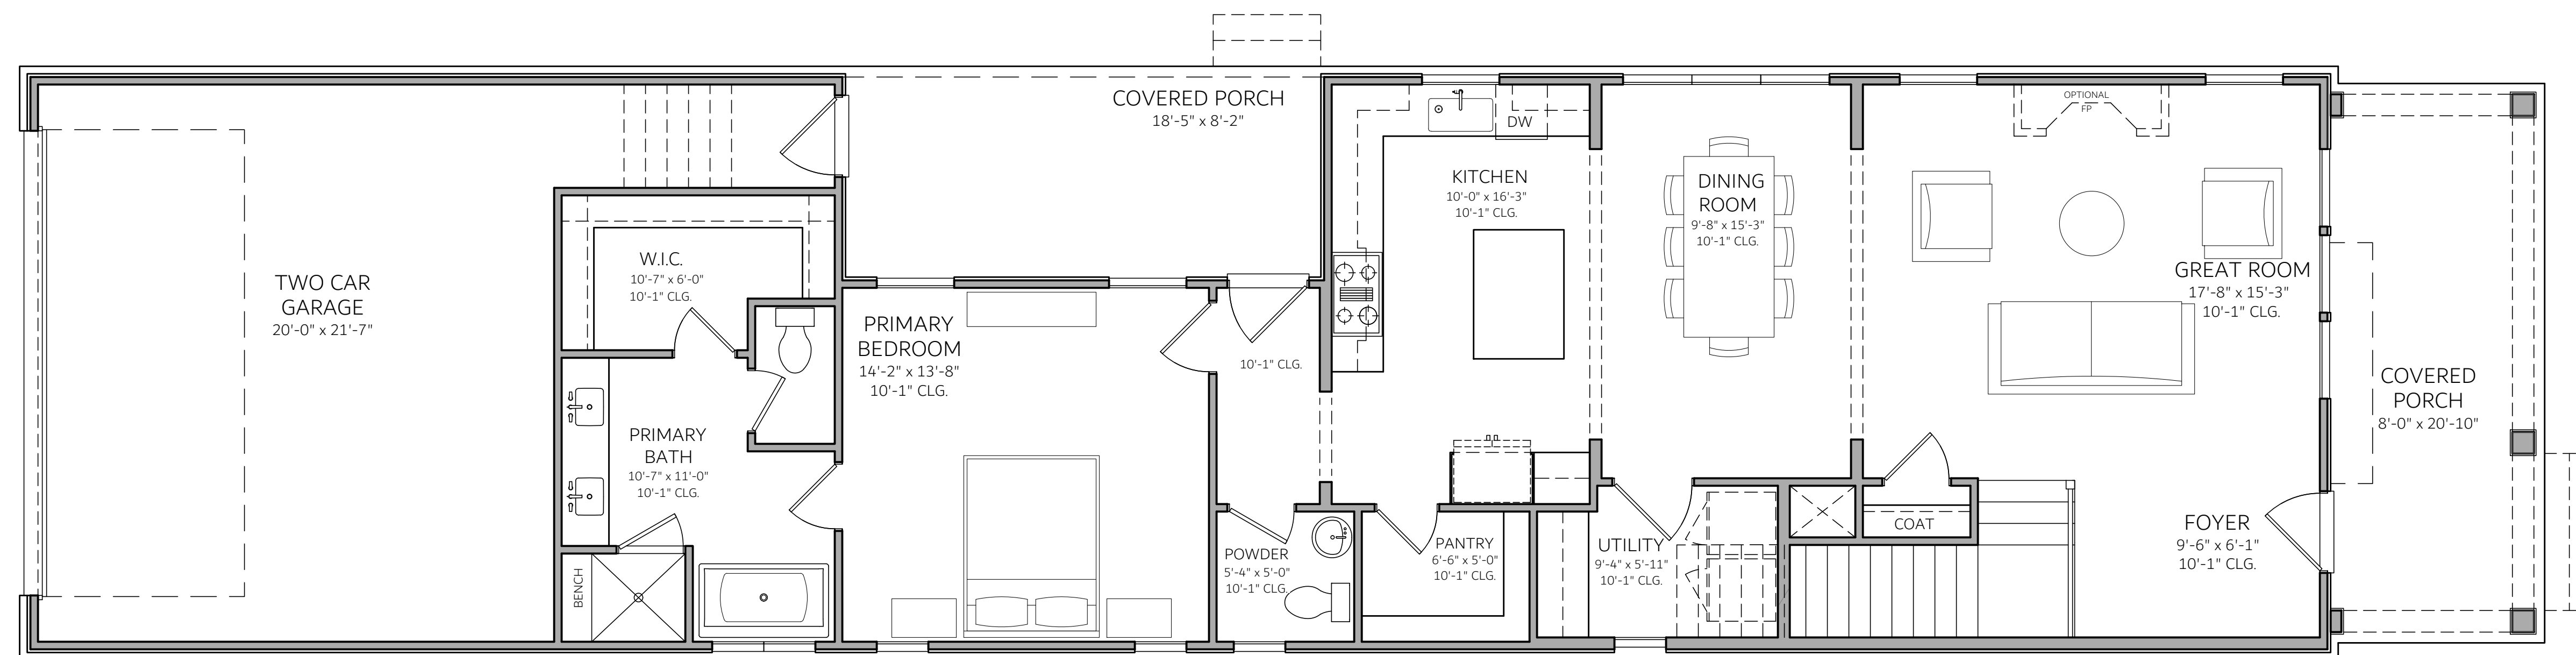 TWO CAR
GARAGE
20'-0" x 21'-7"
W.I.C.
10'-7" x 6'-0"
10'-1" CLG.
PRIMARY
BATH
10'-7" x 11'-0"
10'-1" CLG.
BENCH
PRIMARY
BEDROOM
14'-2" x 13'-8"
10'-1" CLG.
COVERED PORCH
18'-5" x 8'-2"
10'-1" CLG.
POWDER
5'-4" x 5'-0"
10'-1" CLG.
DW
KITCHEN
10'-0" x 16'-3"
10'-1" CLG.
PANTRY
6'-6" x 5'-0"
10'-1" CLG.
DINING
ROOM
9'-8" x 15'-3"
10'-1" CLG.
UTILITY
9'-4" x 5'-11"
10'-1" CLG.
OPTIONAL
FP
GREAT ROOM
17'-8" x 15'-3"
10'-1" CLG.
COAT
FOYER
9'-6" x 6'-1"
10'-1" CLG.
COVERED
PORCH
8'-0" x 20'-10"